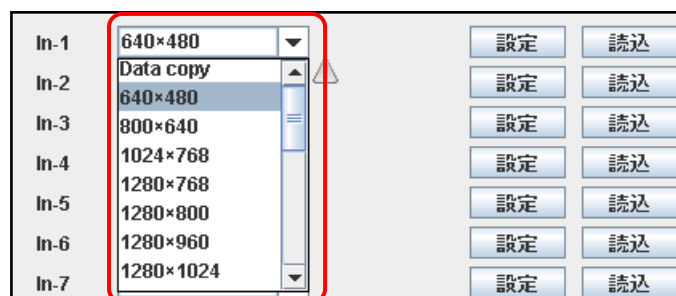 In-1 640×480 設定 読込
Data copy
In-2 640×480 設定 読込
In-3 800×640 設定 読込
In-4 1024×768 設定 読込
1280×768
In-5 1280×800 設定 読込
In-6 1280×960 設定 読込
In-7 1280×1024 設定 読込